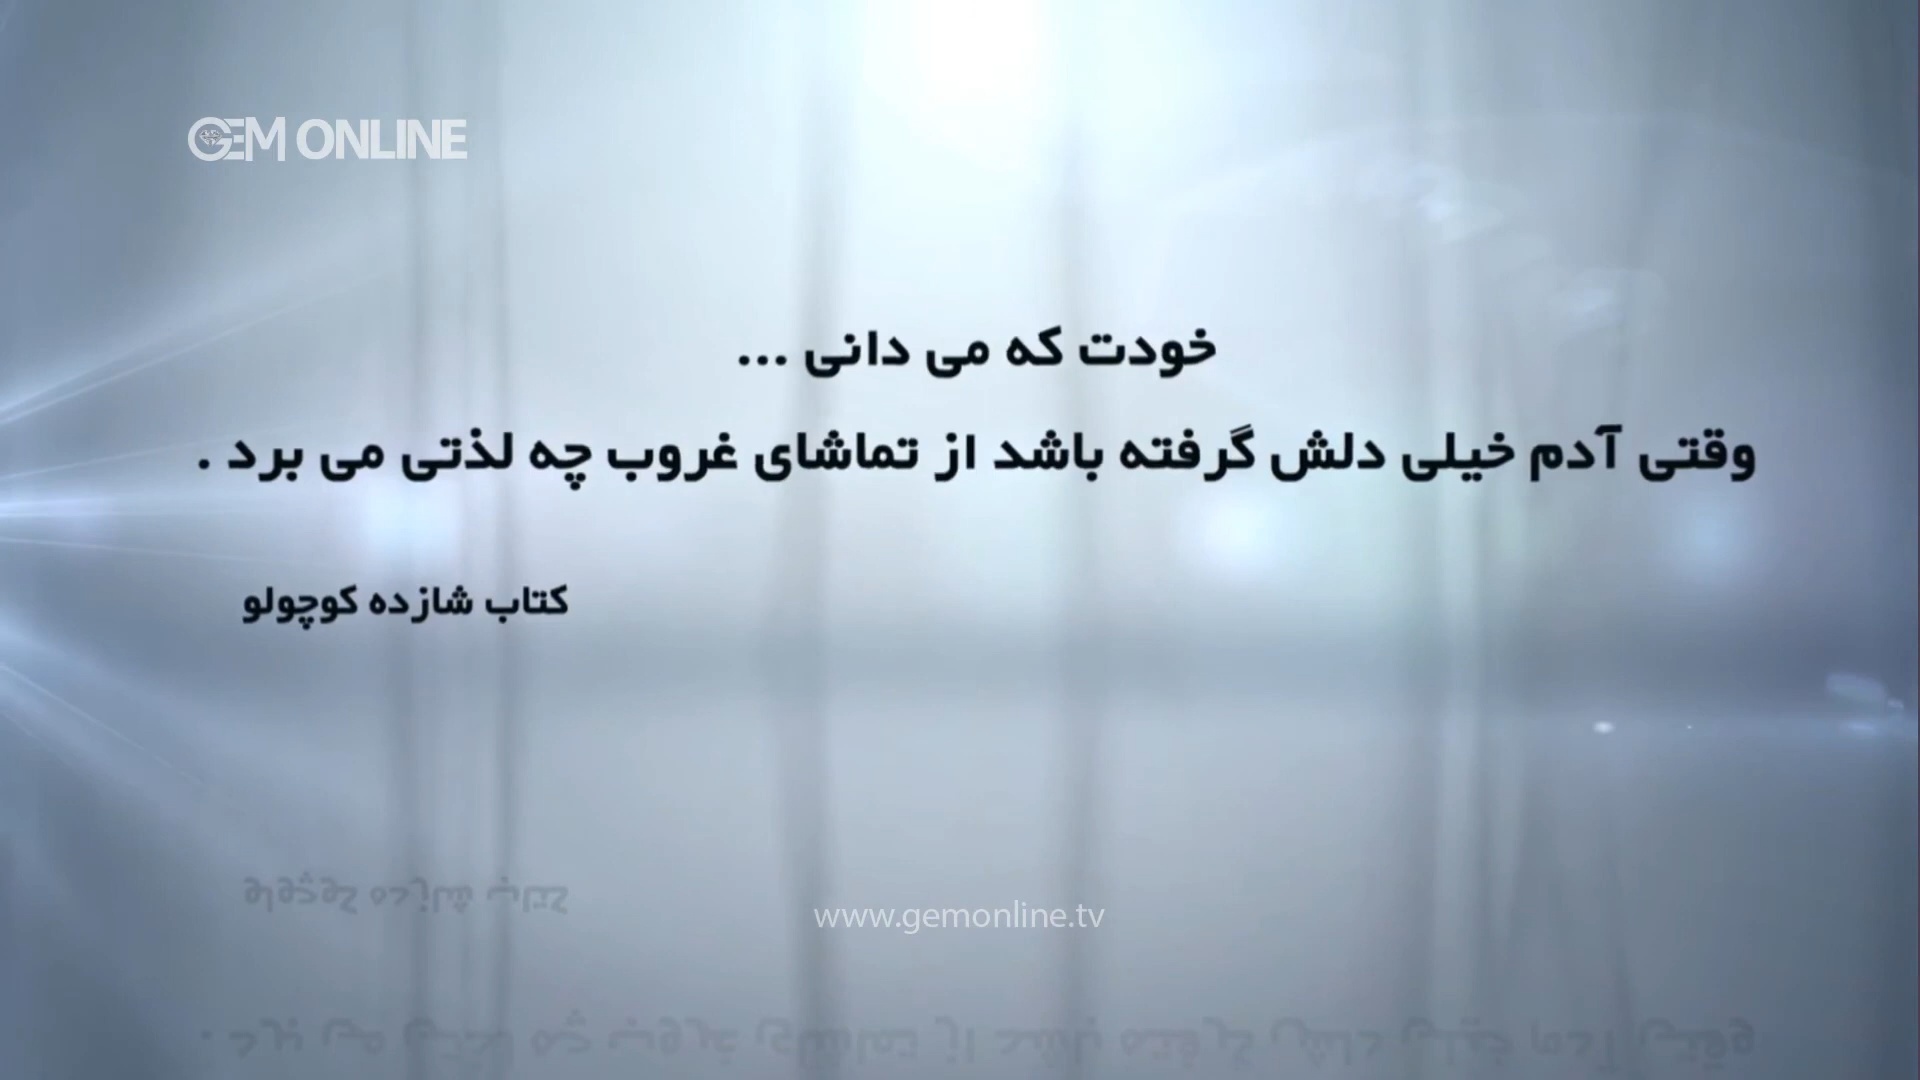 GEM ONLINE
خودت که می دانی ...
وقتی آدم خیلی دلش گرفته باشد از تماشای غروب چه لذتی می برد .
کتاب شازده کوچولو
www.gemonline.tv